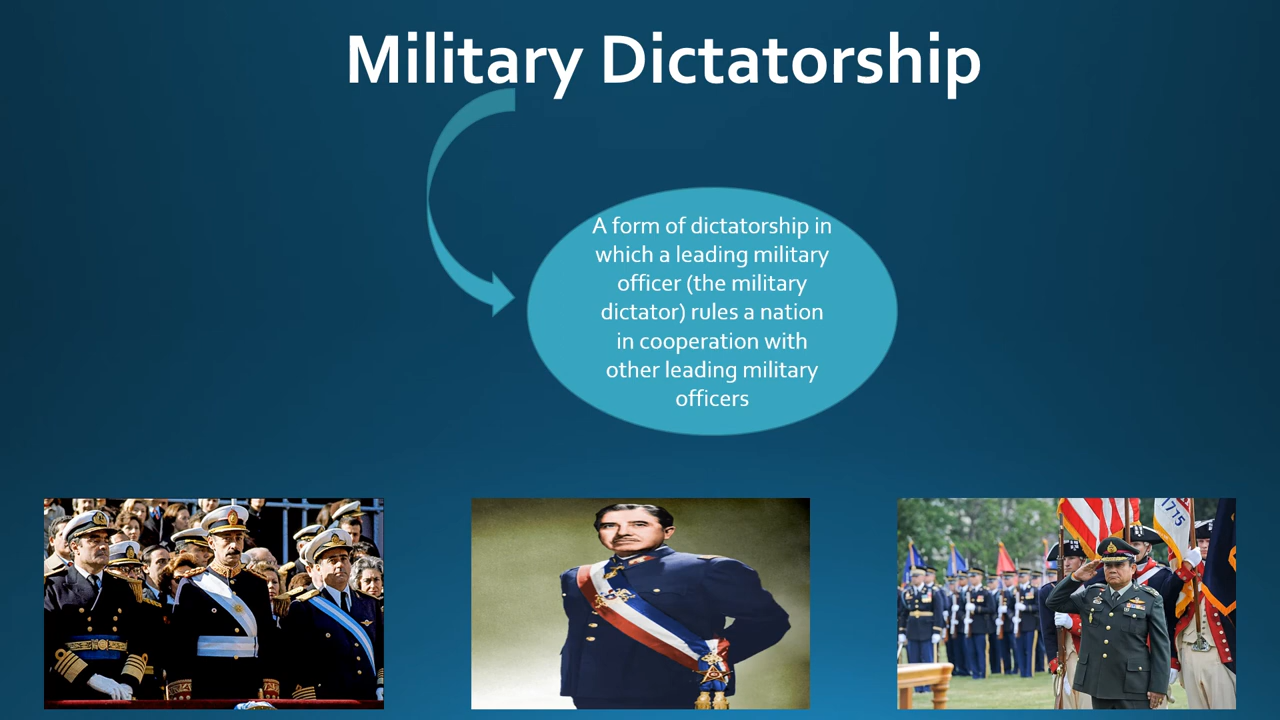 Military Dictatorship
A form of dictatorship in
which a leading military
officer (the military
dictator) rules a nation
in cooperation with
other leading military
officers
1775